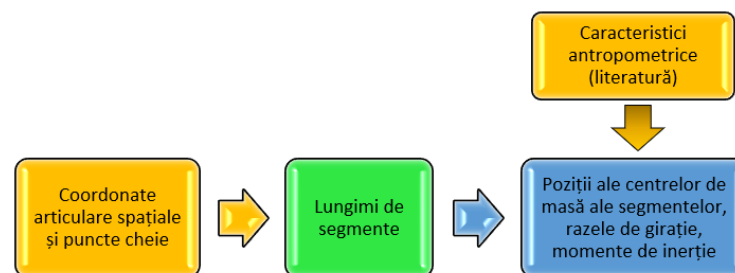 Caracteristici
antropometrice
(literatură)
Coordonate
articulare spațiale
și puncte cheie
Lungimi de
segmente
Poziții ale centrelor de
masă ale segmentelor,
razele de girație,
momente de inerție